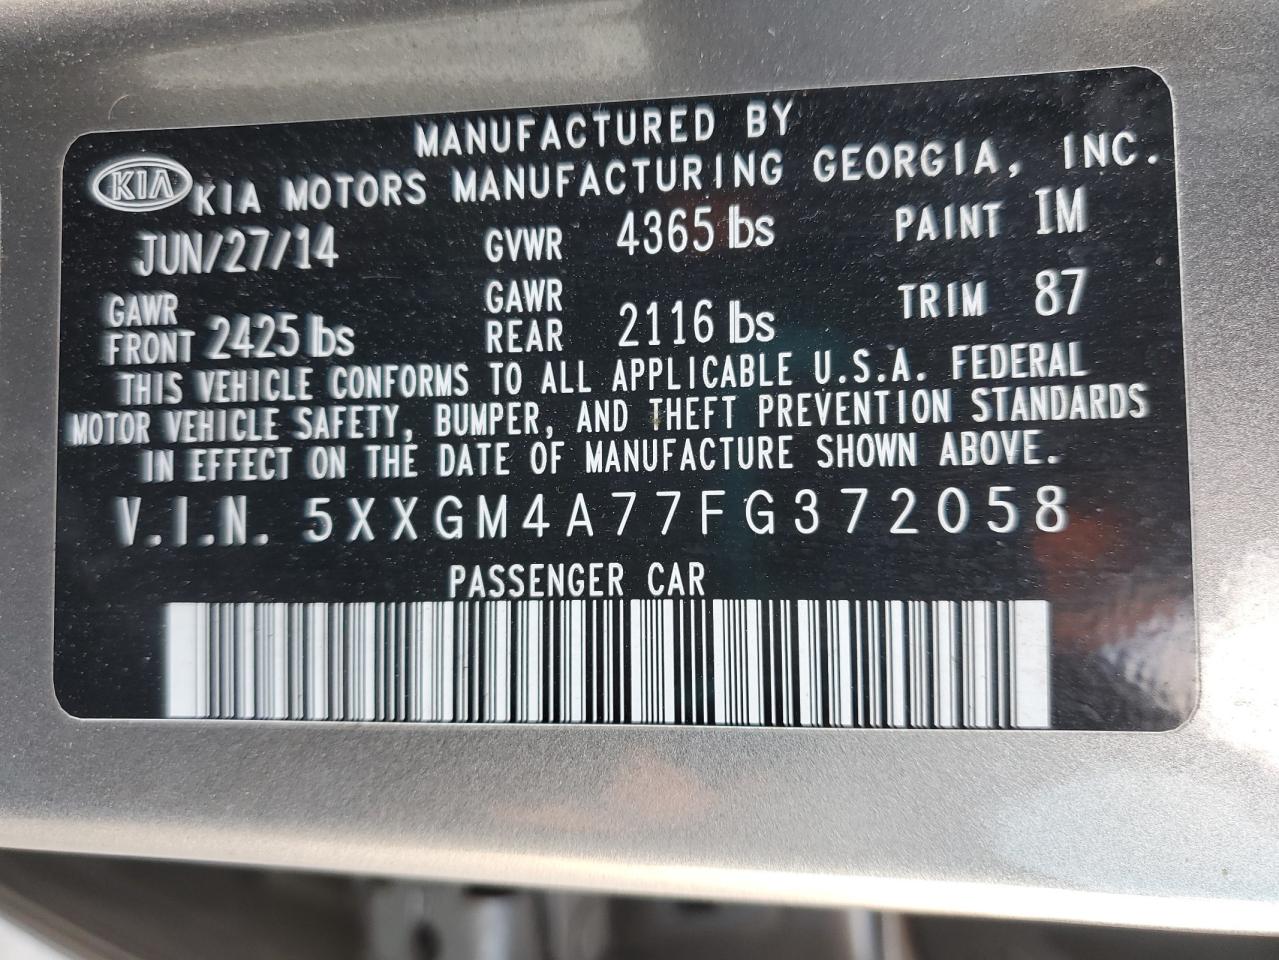 MANUFACTURED BY
KIA KIA MOTORS MANUFACTURING GEORGIA, INC.
JUN/27/14 GVWR 4365 lbs PAINT IM
GAWR FRONT 2425 lbs GAWR REAR 2116 lbs TRIM 87
THIS VEHICLE CONFORMS TO ALL APPLICABLE U.S.A. FEDERAL
MOTOR VEHICLE SAFETY, BUMPER, AND THEFT PREVENTION STANDARDS
IN EFFECT ON THE DATE OF MANUFACTURE SHOWN ABOVE.
V.I.N. 5XXGM4A77FG372058
PASSENGER CAR